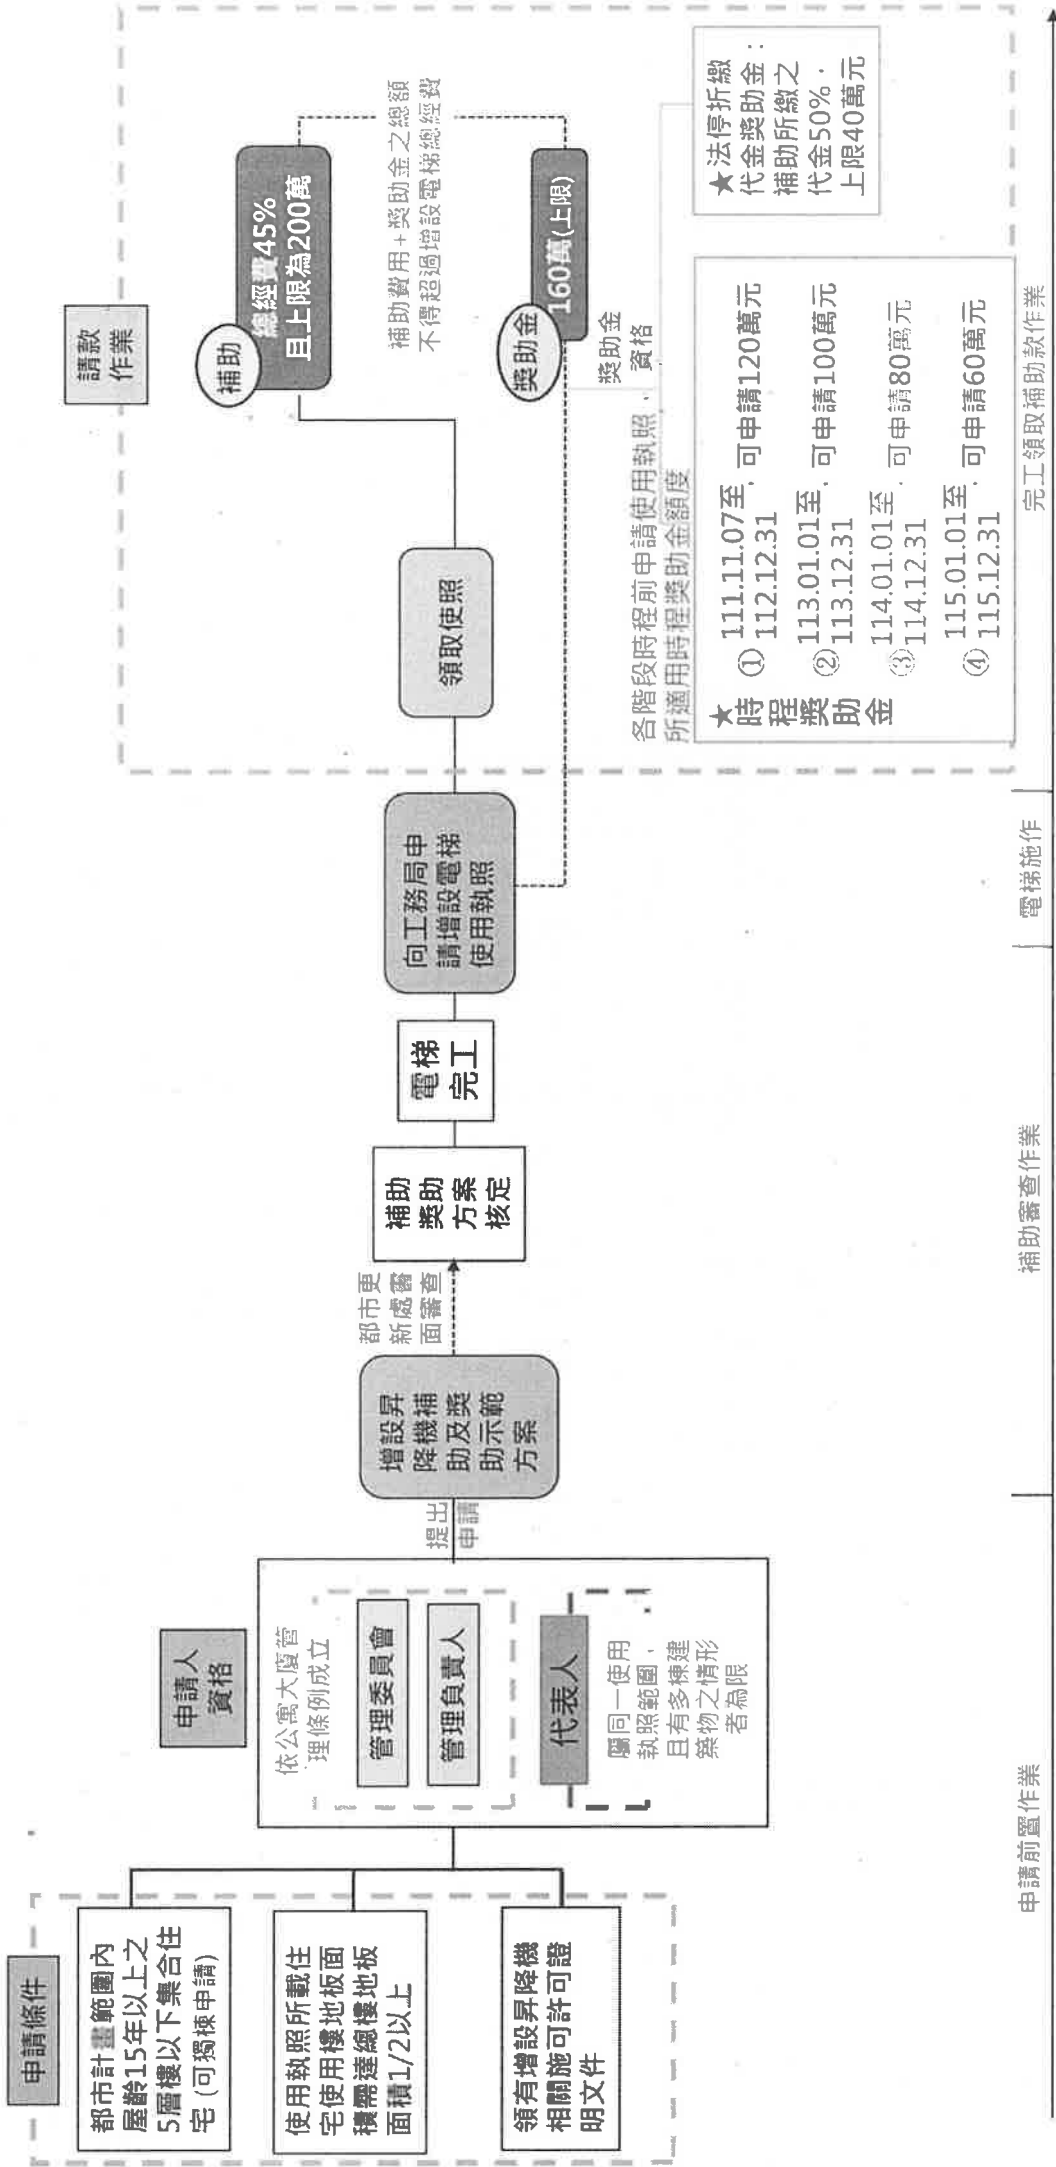 申請條件
都市計畫範圍內
屋齡15年以上之
5層樓以下集合住
宅(可獨棟申請)
使用執照所載住
宅使用樓地板面
積需達總樓地板
面積1/2以上
領有增設昇降機
相關施可許可證
明文件
申請人
資格
依公寓大廈管
理條例成立
管理委員會
管理負責人
代表人
屬同一使用
執照範圍，
且有多棟建
築物之情形
者為限
提出
申請
增設昇
降機補
助及獎
助示範
方案
都市更
新處書
面審查
補助
獎助
方案
核定
電梯
完工
向工務局申
請增設電梯
使用執照
領取使照
請款
作業
補助
總經費45%
且上限為200萬
補助費用+獎助金之總額
不得超過增設電梯總經費
獎助金
160萬(上限)
獎助金
資格
各階段時程前申請使用執照，
所適用時程獎助金額度
★時程獎助金
① 111.11.07至112.12.31，可申請120萬元
② 113.01.01至113.12.31，可申請100萬元
③ 114.01.01至114.12.31，可申請80萬元
④ 115.01.01至115.12.31，可申請60萬元
★法停折繳
代金獎助金：
補助所繳之
代金50%，
上限40萬元
申請前置作業
補助審查作業
電梯施作
完工領取補助款作業